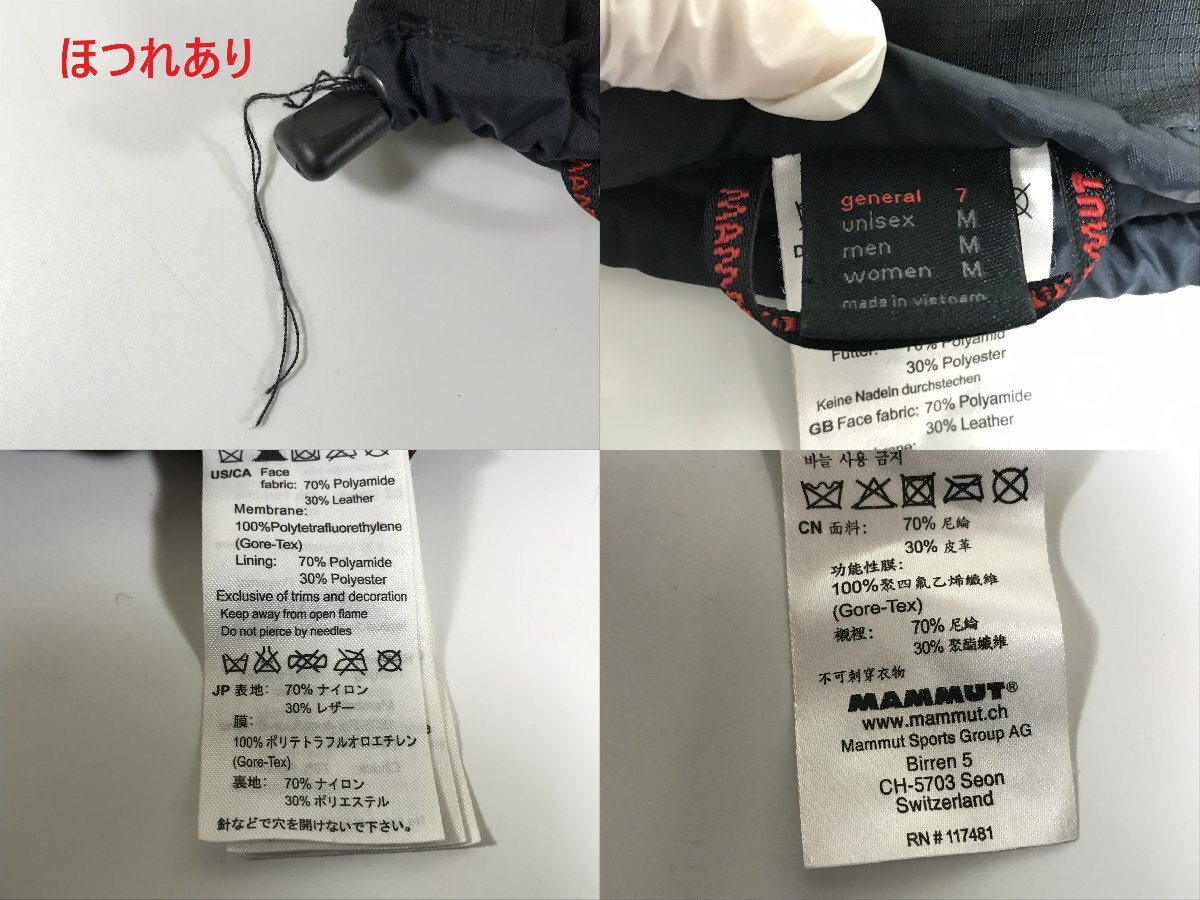 ほつれあり
MAMMUT
general 7
unisex M
men M
women M
made in vietnam
MUT
Futter: 70% Polyamid
30% Polyester
Keine Nadeln durchstechen
GB Face fabric: 70% Polyamide
30% Leather
US/CA Face
fabric: 70% Polyamide
30% Leather
Membrane:
100%Polytetrafluorethylene
(Gore-Tex)
Lining: 70% Polyamide
30% Polyester
Exclusive of trims and decoration
Keep away from open flame
Do not pierce by needles
JP 表地: 70% ナイロン
30% レザー
膜:
100% ポリテトラフルオロエチレン
(Gore-Tex)
裏地: 70% ナイロン
30% ポリエステル
針などで穴を開けないで下さい。
바늘 사용 금지
CN 面料: 70% 尼綸
30% 皮革
功能性膜:
100%聚四氟乙烯纖維
(Gore-Tex)
襯裡: 70% 尼綸
30% 聚酯纖維
不可刺穿衣物
MAMMUT®
www.mammut.ch
Mammut Sports Group AG
Birren 5
CH-5703 Seon
Switzerland
RN # 117481